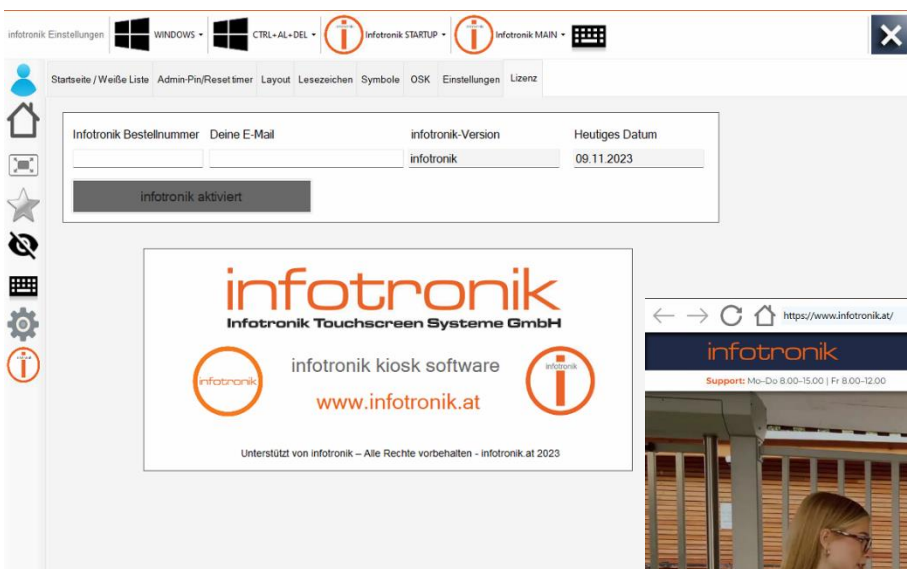 infotronik Einstellungen WINDOWS CTRL+AL+DEL Infotronik STARTUP Infotronik MAIN
Startseite / Weiße Liste Admin-Pin/Reset timer Layout Lesezeichen Symbole OSK Einstellungen Lizenz
Infotronik Bestellnummer Deine E-Mail infotronik-Version Heutiges Datum
infotronik 09.11.2023
infotronik aktiviert
infotronik
Infotronik Touchscreen Systeme GmbH
infotronik kiosk software
infotronik
infotronik
www.infotronik.at
Unterstützt von infotronik – Alle Rechte vorbehalten - infotronik.at 2023
https://www.infotronik.at/
infotronik
Support: Mo-Do 8.00-15.00 | Fr 8.00-12.00